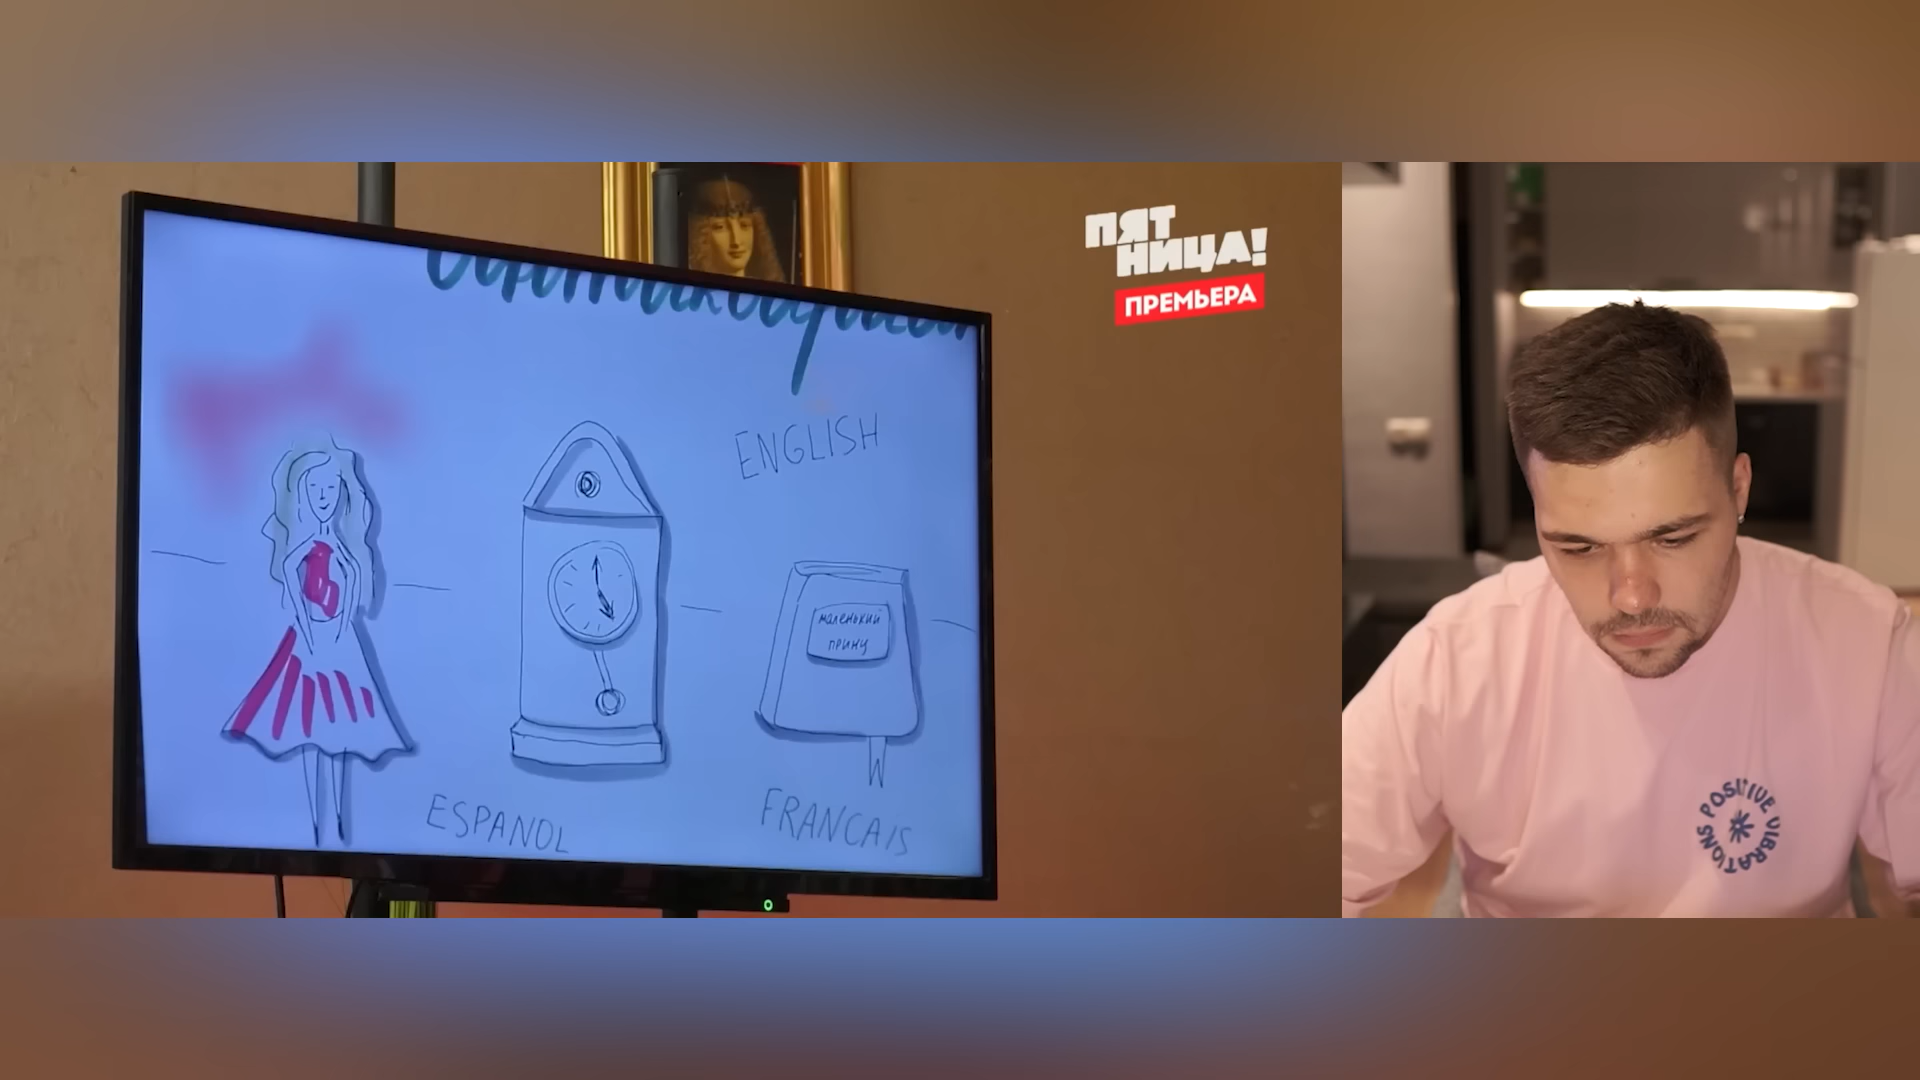 ПЯТ
НИЦА!
ПРЕМЬЕРА
ENGLISH
маленький
принц
ESPANOL
FRANCAIS
POSITIVE VIBRATIONS